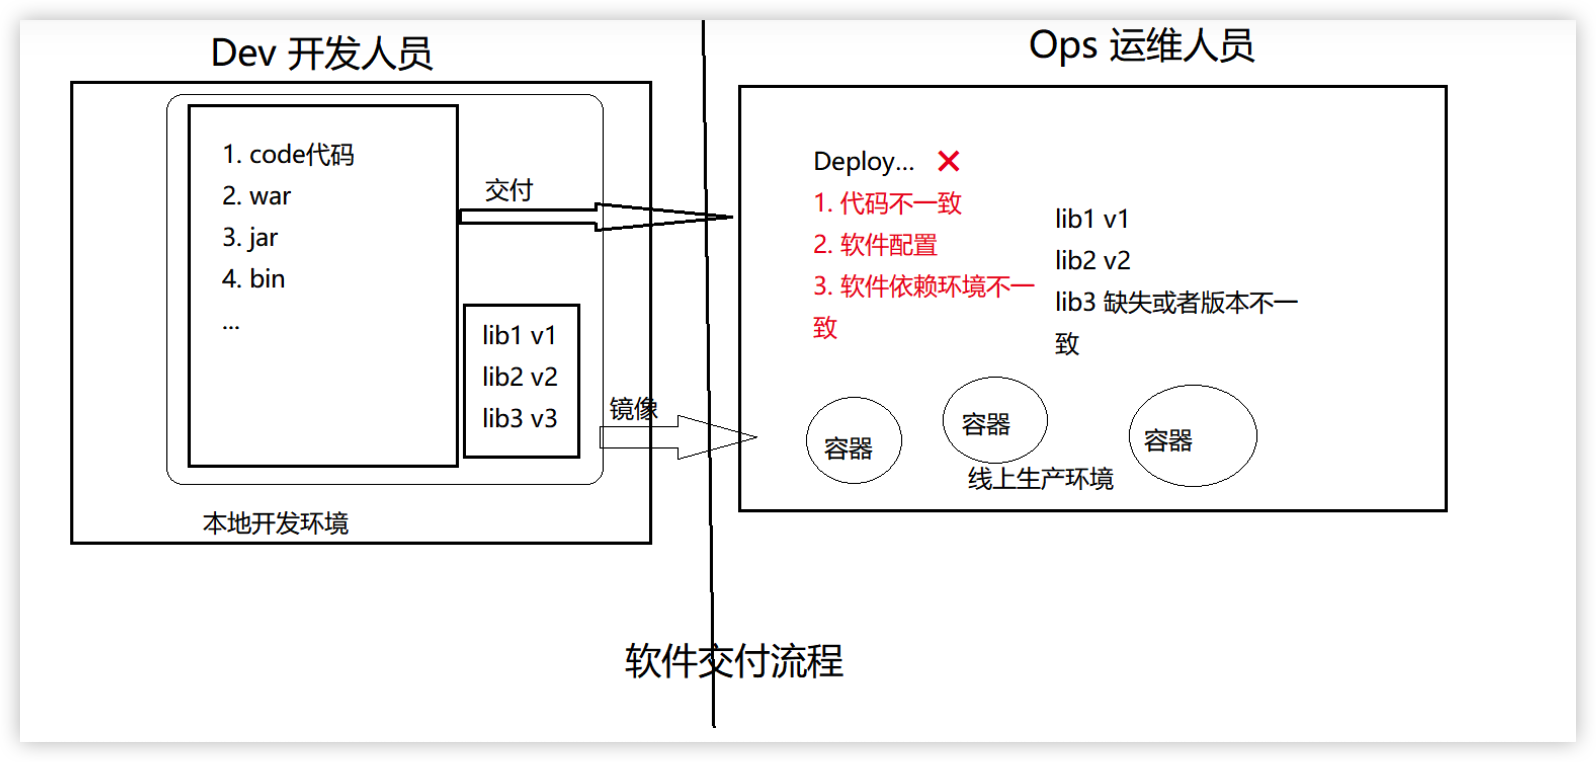 Dev 开发人员
1. code代码
2. war
3. jar
4. bin
...
交付
lib1 v1
lib2 v2
lib3 v3
镜像
本地开发环境
Ops 运维人员
Deploy...
1. 代码不一致
2. 软件配置
3. 软件依赖环境不一
致
lib1 v1
lib2 v2
lib3 缺失或者版本不一
致
容器
容器
容器
线上生产环境
软件交付流程